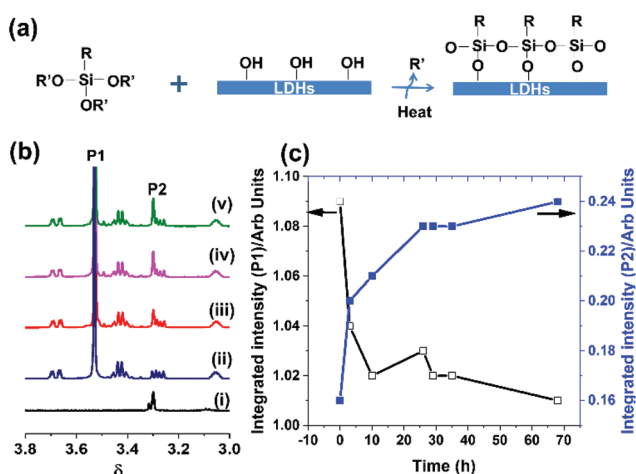 (a)
R
R'O Si OR'
OR'
+
OH OH OH
LDHs
R'
Heat
R R R
O Si O Si O Si O
O O O
LDHs
(b)
P1
P2
(v)
(iv)
(iii)
(ii)
(i)
3.8 3.6 3.4 3.2 3.0
δ
(c)
Integrated intensity (P1)/Arb Units
1.10
1.08
1.06
1.04
1.02
1.00
Integrated intensity (P2)/Arb Units
0.24
0.22
0.20
0.17
0.18
0.16
-10 0 10 20 30 40 50 60 70
Time (h)